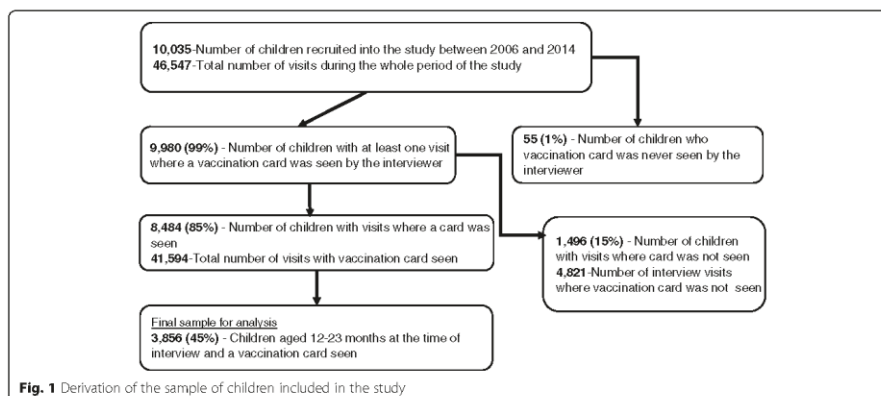 10,035-Number of children recruited into the study between 2006 and 2014
46,547-Total number of visits during the whole period of the study
9,980 (99%) - Number of children with at least one visit
where a vaccination card was seen by the interviewer
55 (1%) - Number of children who
vaccination card was never seen by the
interviewer
8,484 (85%) - Number of children with visits where a card was
seen
41,594-Total number of visits with vaccination card seen
1,496 (15%) - Number of children
with visits where card was not seen
4,821-Number of interview visits
where vaccination card was not seen
Final sample for analysis
3,856 (45%) - Children aged 12-23 months at the time of
interview and a vaccination card seen
Fig. 1 Derivation of the sample of children included in the study